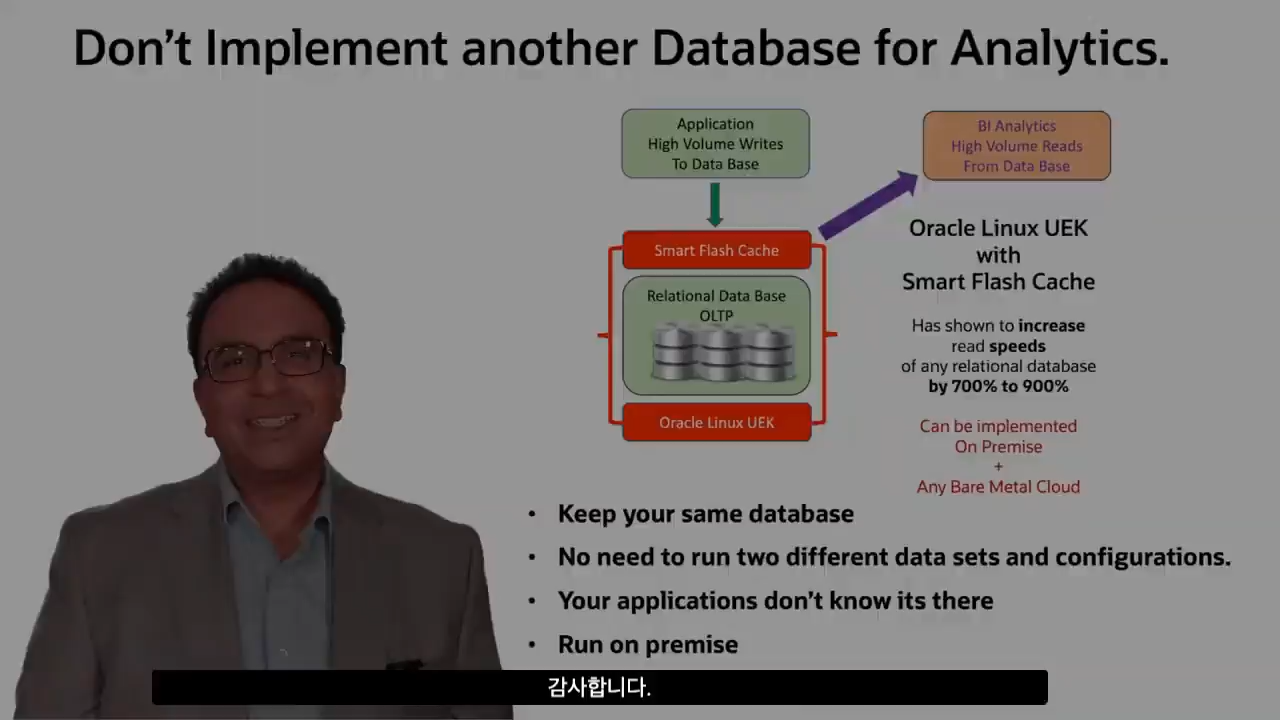 Don't Implement another Database for Analytics.
Application
High Volume Writes
To Data Base
BI Analytics
High Volume Reads
From Data Base
Smart Flash Cache
Relational Data Base
OLTP
Oracle Linux UEK
Oracle Linux UEK
with
Smart Flash Cache
Has shown to increase
read speeds
of any relational database
by 700% to 900%
Can be implemented
On Premise
+
Any Bare Metal Cloud
• Keep your same database
• No need to run two different data sets and configurations.
• Your applications don't know its there
• Run on premise
감사합니다.